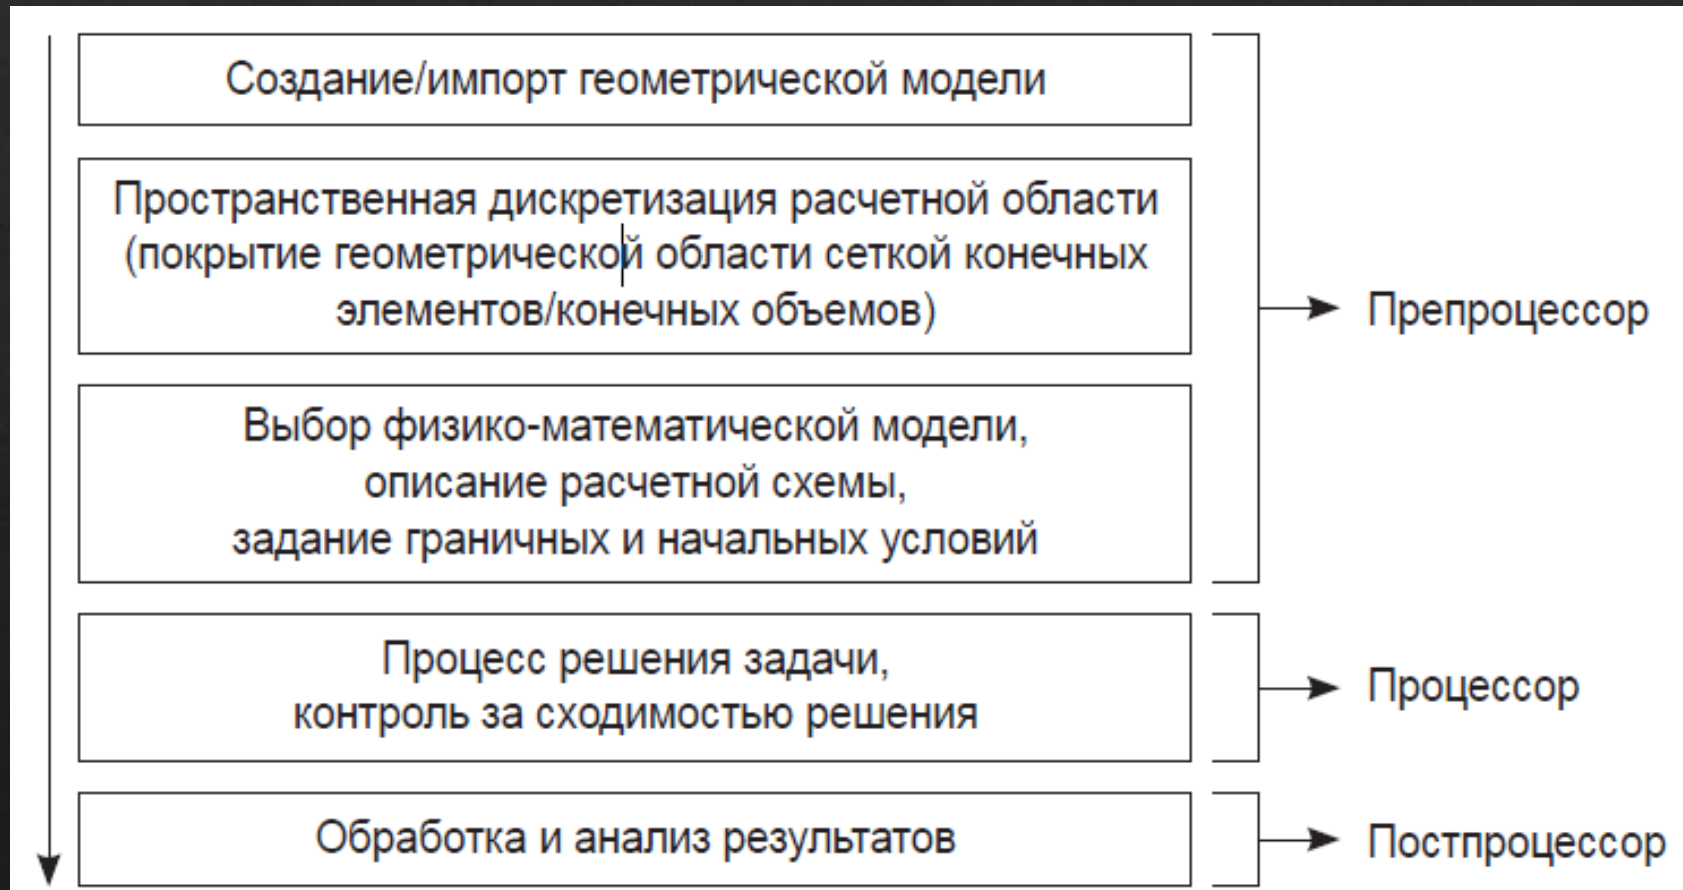 Создание/импорт геометрической модели
Пространственная дискретизация расчетной области
(покрытие геометрической области сеткой конечных
элементов/конечных объемов)
Препроцессор
Выбор физико-математической модели,
описание расчетной схемы,
задание граничных и начальных условий
Процесс решения задачи,
контроль за сходимостью решения
Процессор
Обработка и анализ результатов
Постпроцессор